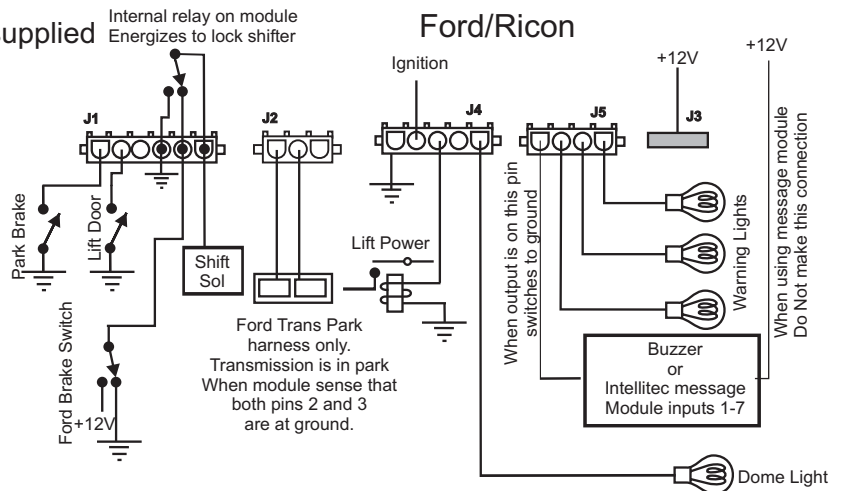 supplied
Internal relay on module
Energizes to lock shifter
Ford/Ricon
Ignition
+12V
+12V
J1
J2
J4
J5
J3
Park Brake
Lift Door
Shift
Sol
Ford Brake Switch
+12V
Ford Trans Park
harness only.
Transmission is in park
When module sense that
both pins 2 and 3
are at ground.
Lift Power
When output is on this pin
switches to ground
Warning Lights
When using message module
Do Not make this connection
Buzzer
or
Intellitec message
Module inputs 1-7
Dome Light